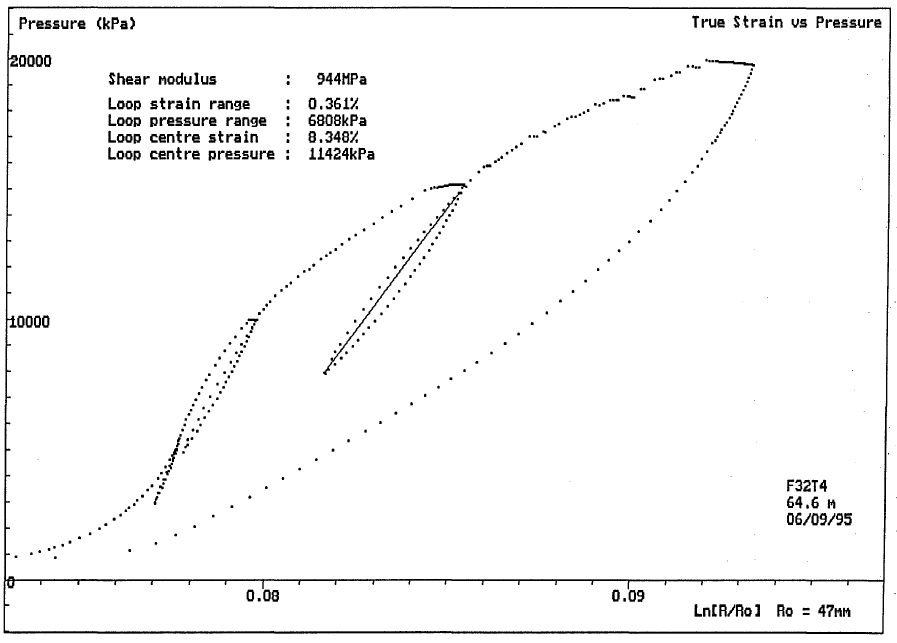 Pressure (kPa)
True Strain vs Pressure
20000
Shear modulus : 944MPa
Loop strain range : 0.361%
Loop pressure range : 6808kPa
Loop centre strain : 8.348%
Loop centre pressure : 11424kPa
10000
F32T4
64.6 m
06/09/95
0
0.08
0.09
Ln[R/Ro] Ro = 47mm